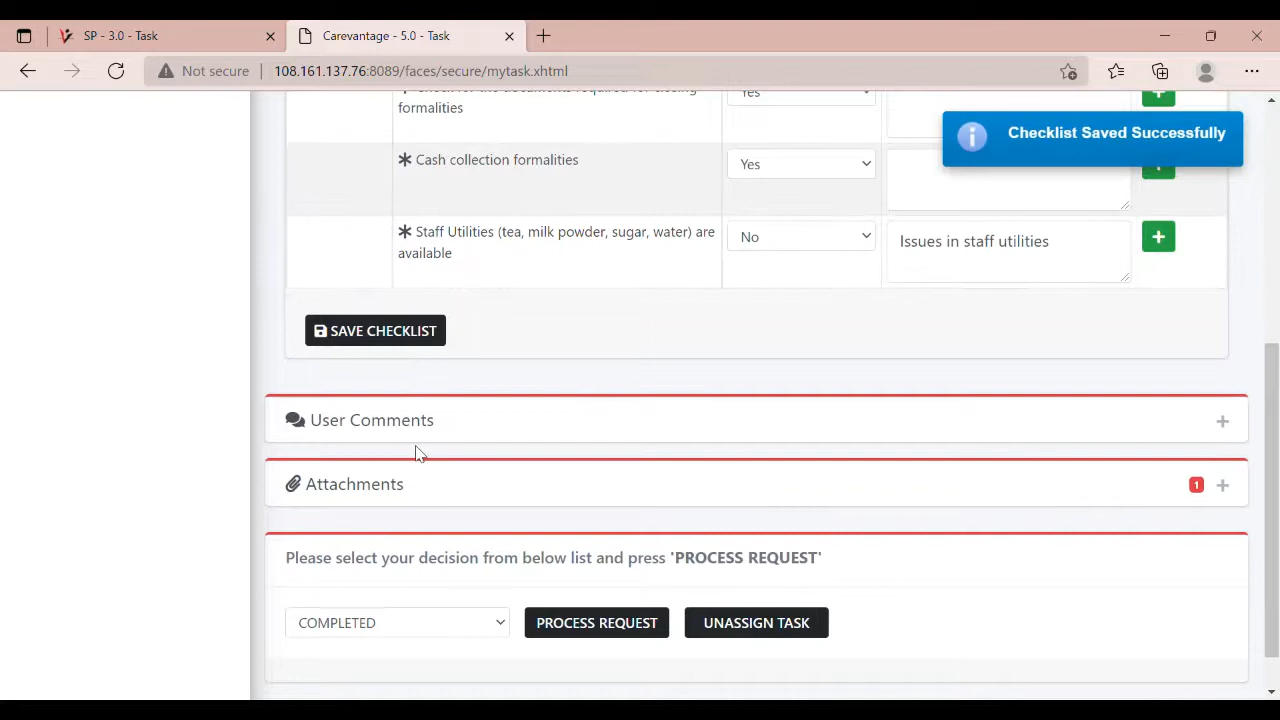 SP - 3.0 - Task
Carevantage - 5.0 - Task
Not secure
108.161.137.76:8089/faces/secure/mytask.xhtml
formalities
Yes
Checklist Saved Successfully
Cash collection formalities
Yes
Staff Utilities (tea, milk powder, sugar, water) are
available
No
Issues in staff utilities
SAVE CHECKLIST
User Comments
Attachments
1
Please select your decision from below list and press 'PROCESS REQUEST'
COMPLETED
PROCESS REQUEST
UNASSIGN TASK